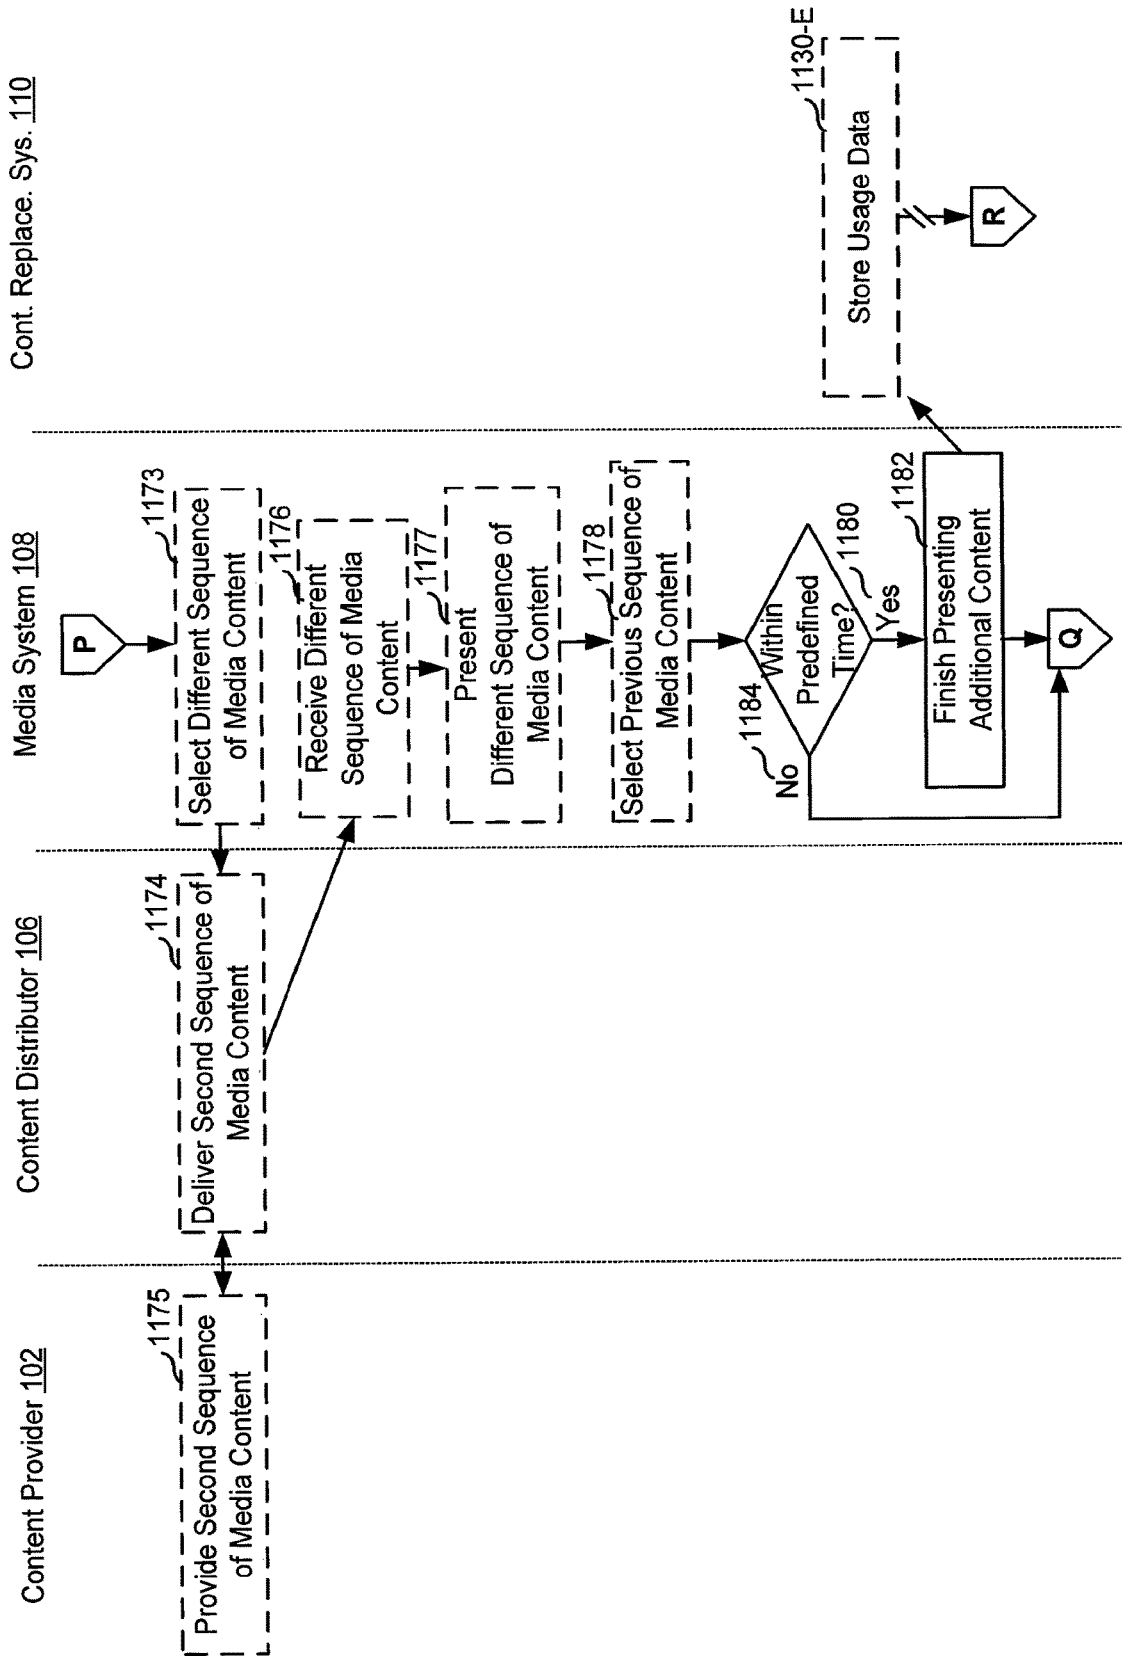 Content Provider 102
Content Distributor 106
Media System 108
Cont. Replace. Sys. 110
P
1173
Select Different Sequence
of Media Content
1174
Deliver Second Sequence of
Media Content
1175
Provide Second Sequence
of Media Content
1176
Receive Different
Sequence of Media
Content
1177
Present
Different Sequence of
Media Content
1178
Select Previous Sequence of
Media Content
1184
No
Within
Predefined
Time?
1180
Yes
1182
Finish Presenting
Additional Content
Q
1130-E
Store Usage Data
R